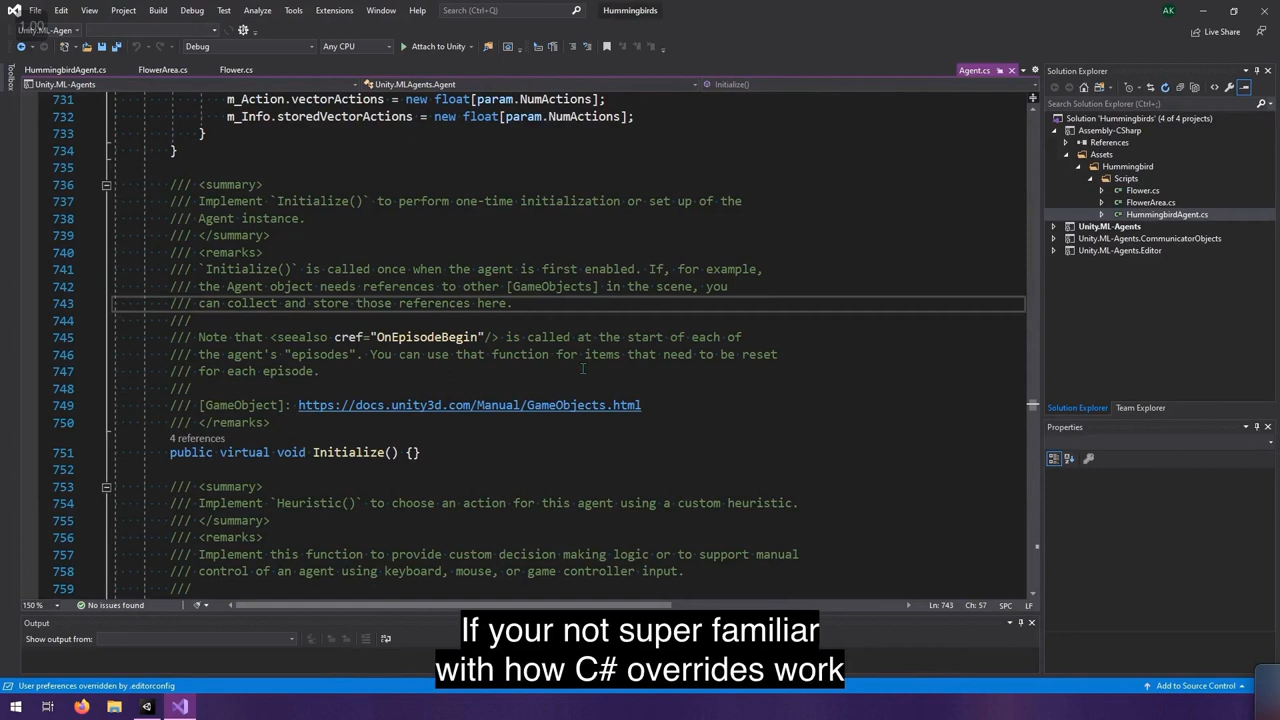 File Edit View Project Build Debug Test Analyze Tools Extensions Window Help Search (Ctrl+Q) Hummingbirds AK
1.00
Unity.ML-Agen
Live Share
Debug Any CPU Attach to Unity
Toolbox
HummingbirdAgent.cs FlowerArea.cs Flower.cs Agent.cs
Unity.ML-Agents Unity.MLAgents.Agent Initialize()
731 m_Action.vectorActions = new float[param.NumActions];
732 m_Info.storedVectorActions = new float[param.NumActions];
733 }
734 }
735
736 /// <summary>
737 /// Implement `Initialize()` to perform one-time initialization or set up of the
738 /// Agent instance.
739 /// </summary>
740 /// <remarks>
741 /// `Initialize()` is called once when the agent is first enabled. If, for example,
742 /// the Agent object needs references to other [GameObjects] in the scene, you
743 /// can collect and store those references here.
744 ///
745 /// Note that <seealso cref="OnEpisodeBegin"/> is called at the start of each of
746 /// the agent's "episodes". You can use that function for items that need to be reset
747 /// for each episode.
748 ///
749 /// [GameObject]: https://docs.unity3d.com/Manual/GameObjects.html
750 /// </remarks>
4 references
751 public virtual void Initialize() {}
752
753 /// <summary>
754 /// Implement `Heuristic()` to choose an action for this agent using a custom heuristic.
755 /// </summary>
756 /// <remarks>
757 /// Implement this function to provide custom decision making logic or to support manual
758 /// control of an agent using keyboard, mouse, or game controller input.
759 ///
150 % No issues found Ln: 743 Ch: 57 SPC LF
Output
Show output from:
Solution Explorer
Search Solution Explorer (Ctrl+;)
Solution 'Hummingbirds' (4 of 4 projects)
Assembly-CSharp
References
Assets
Hummingbird
Scripts
Flower.cs
FlowerArea.cs
HummingbirdAgent.cs
Unity.ML-Agents
Unity.ML-Agents.CommunicatorObjects
Unity.ML-Agents.Editor
Solution Explorer Team Explorer
Properties
If your not super familiar
with how C# overrides work
User preferences overridden by .editorconfig Add to Source Control